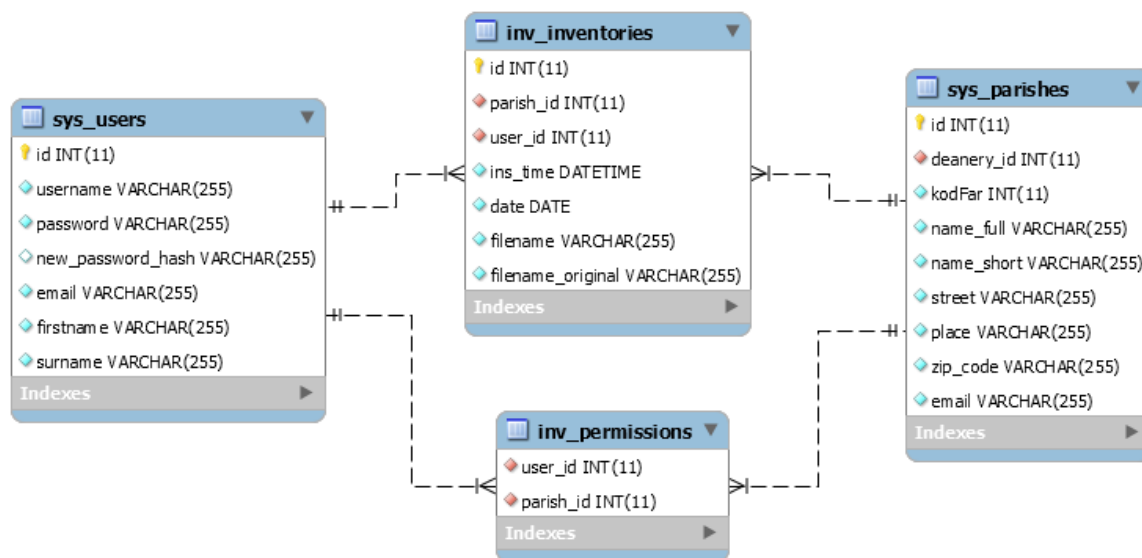 sys_users
id INT(11)
username VARCHAR(255)
password VARCHAR(255)
new_password_hash VARCHAR(255)
email VARCHAR(255)
firstname VARCHAR(255)
surname VARCHAR(255)
Indexes
inv_inventories
id INT(11)
parish_id INT(11)
user_id INT(11)
ins_time DATETIME
date DATE
filename VARCHAR(255)
filename_original VARCHAR(255)
Indexes
inv_permissions
user_id INT(11)
parish_id INT(11)
Indexes
sys_parishes
id INT(11)
deanery_id INT(11)
kodFar INT(11)
name_full VARCHAR(255)
name_short VARCHAR(255)
street VARCHAR(255)
place VARCHAR(255)
zip_code VARCHAR(255)
email VARCHAR(255)
Indexes